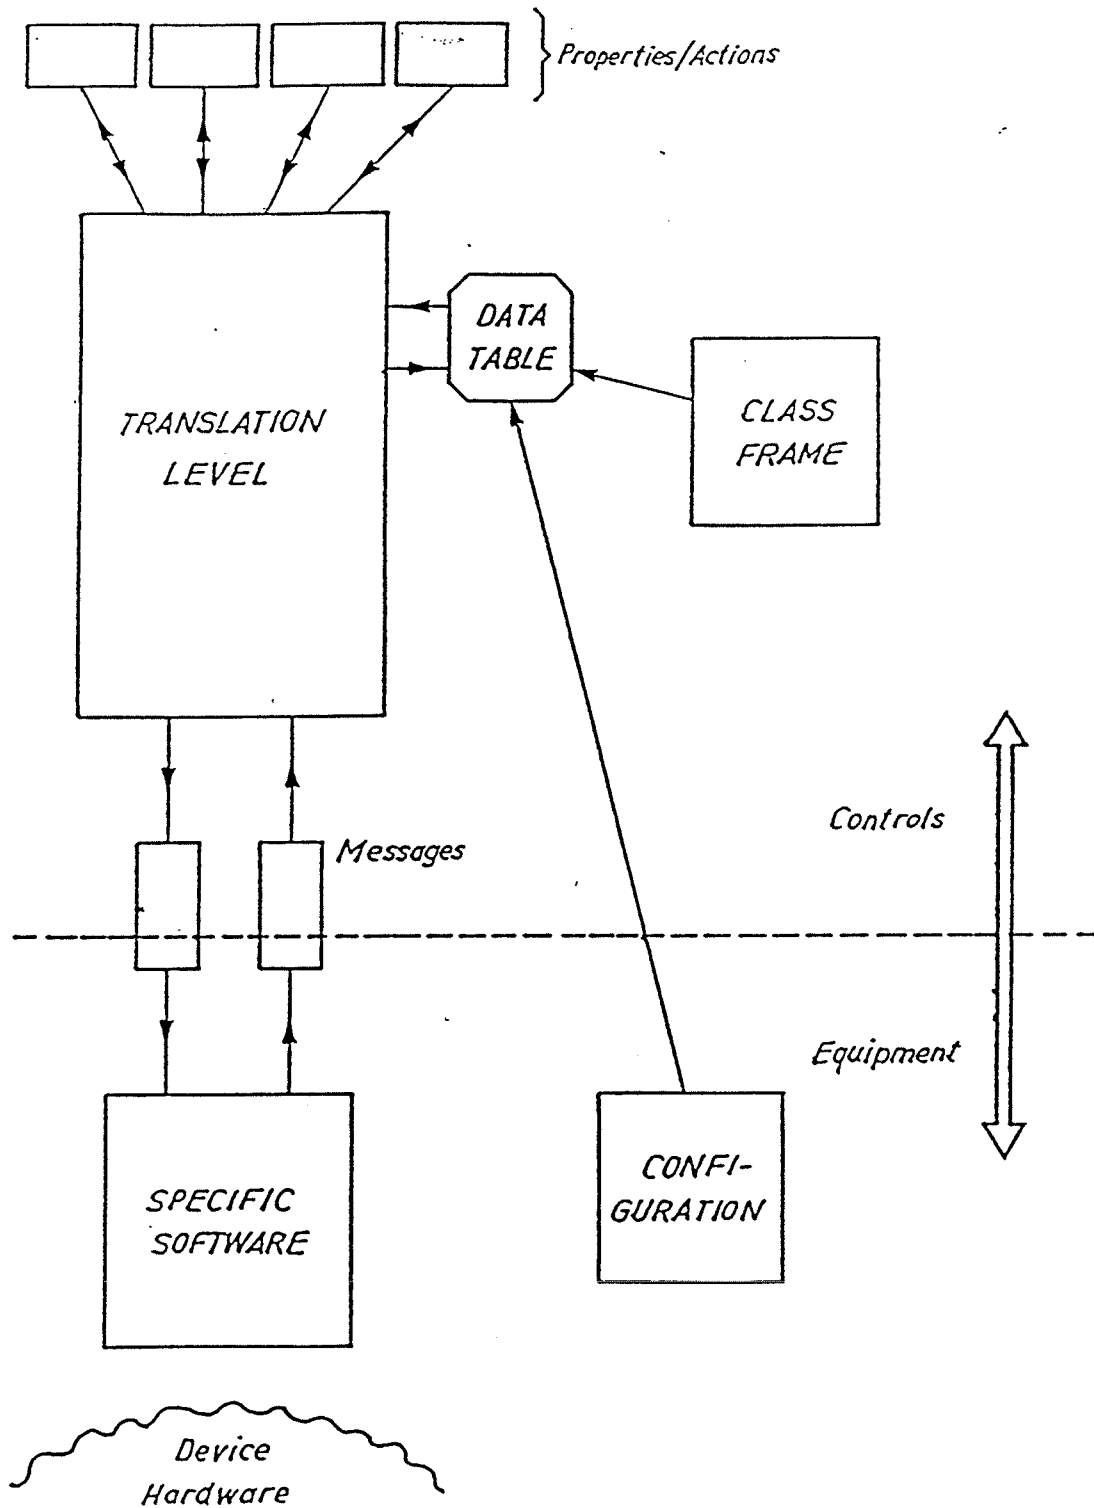 Properties/Actions
DATA
TABLE
CLASS
FRAME
TRANSLATION
LEVEL
Controls
Messages
Equipment
CONFI-
GURATION
SPECIFIC
SOFTWARE
Device
Hardware